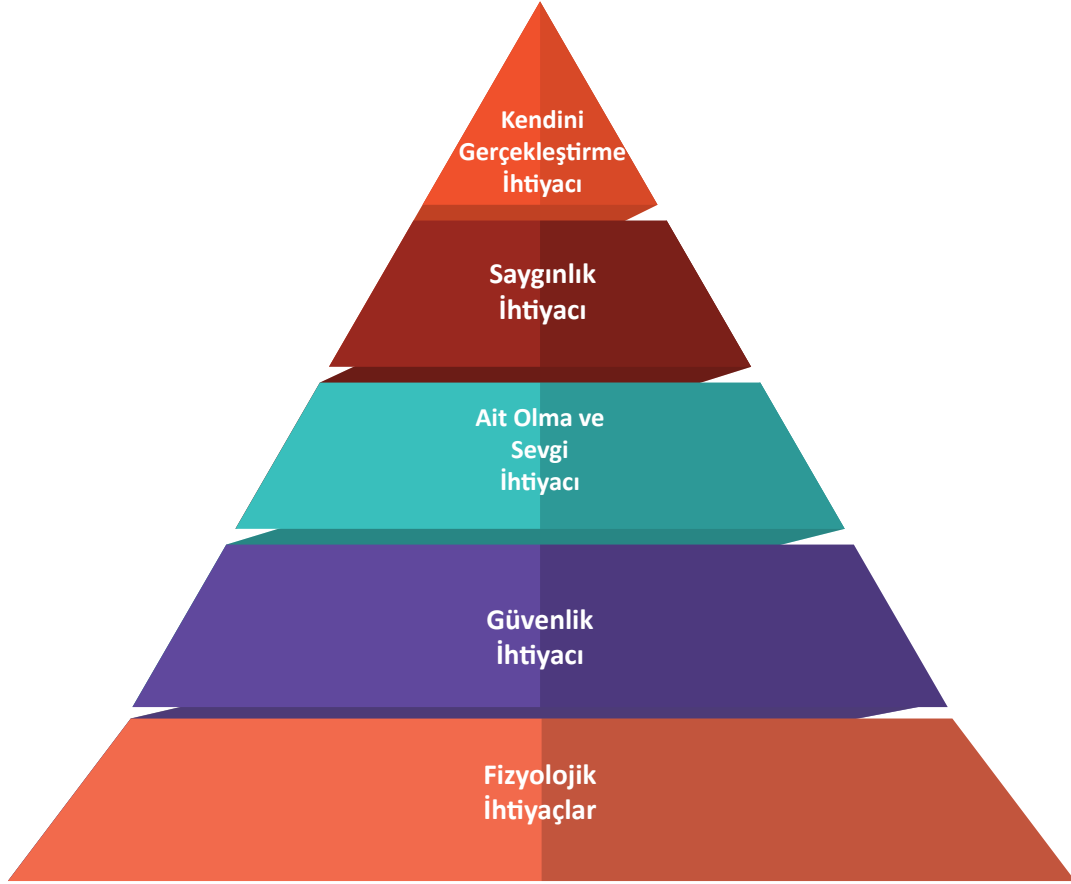 Kendini
Gerçekleştirme
İhtiyacı
Saygınlık
İhtiyacı
Ait Olma ve
Sevgi
İhtiyacı
Güvenlik
İhtiyacı
Fizyolojik
İhtiyaçlar